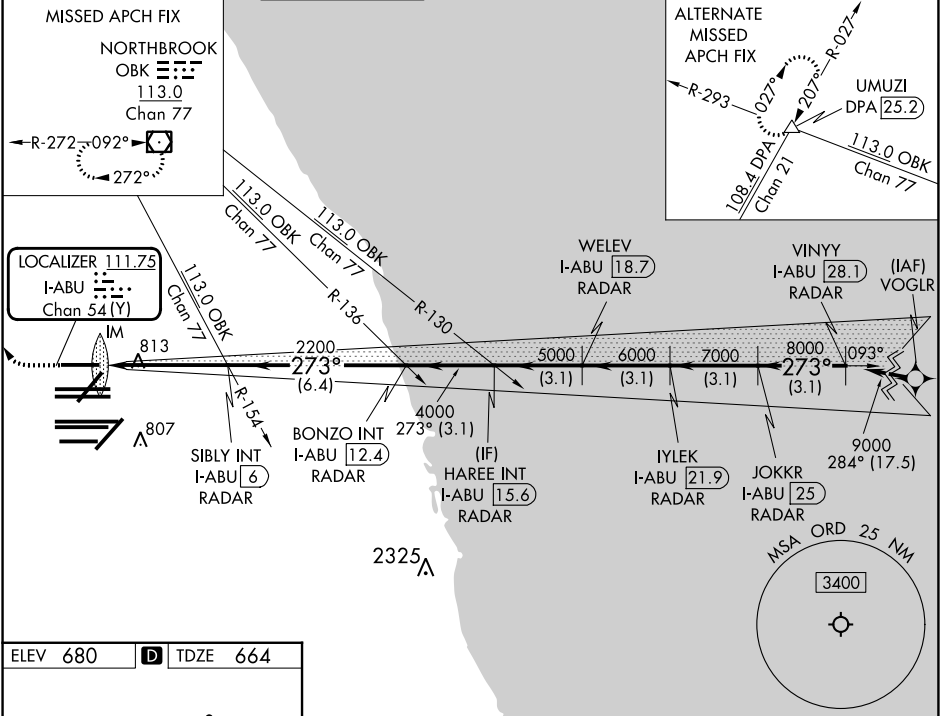 MISSED APCH FIX
NORTHBROOK
OBK
113.0
Chan 77
R-272
092°
272°
ALTERNATE
MISSED
APCH FIX
R-027
R-293
027°
207°
UMUZI
DPA 25.2
108.4 DPA
Chan 21
113.0 OBK
Chan 77
LOCALIZER 111.75
I-ABU
Chan 54 (Y)
IM
813
807
113.0 OBK
Chan 77
R-154
113.0 OBK
Chan 77
R-136
113.0 OBK
Chan 77
R-130
WELEV
I-ABU 18.7
RADAR
VINYY
I-ABU 28.1
RADAR
(IAF)
VOGLR
2200
273°
(6.4)
5000
(3.1)
6000
(3.1)
7000
(3.1)
8000
273°
(3.1)
093°
4000
273° (3.1)
9000
284° (17.5)
SIBLY INT
I-ABU 6
RADAR
BONZO INT
I-ABU 12.4
RADAR
(IF)
HAREE INT
I-ABU 15.6
RADAR
IYLEK
I-ABU 21.9
RADAR
JOKKR
I-ABU 25
RADAR
2325
MSA ORD 25 NM
3400
ELEV 680 D TDZE 664